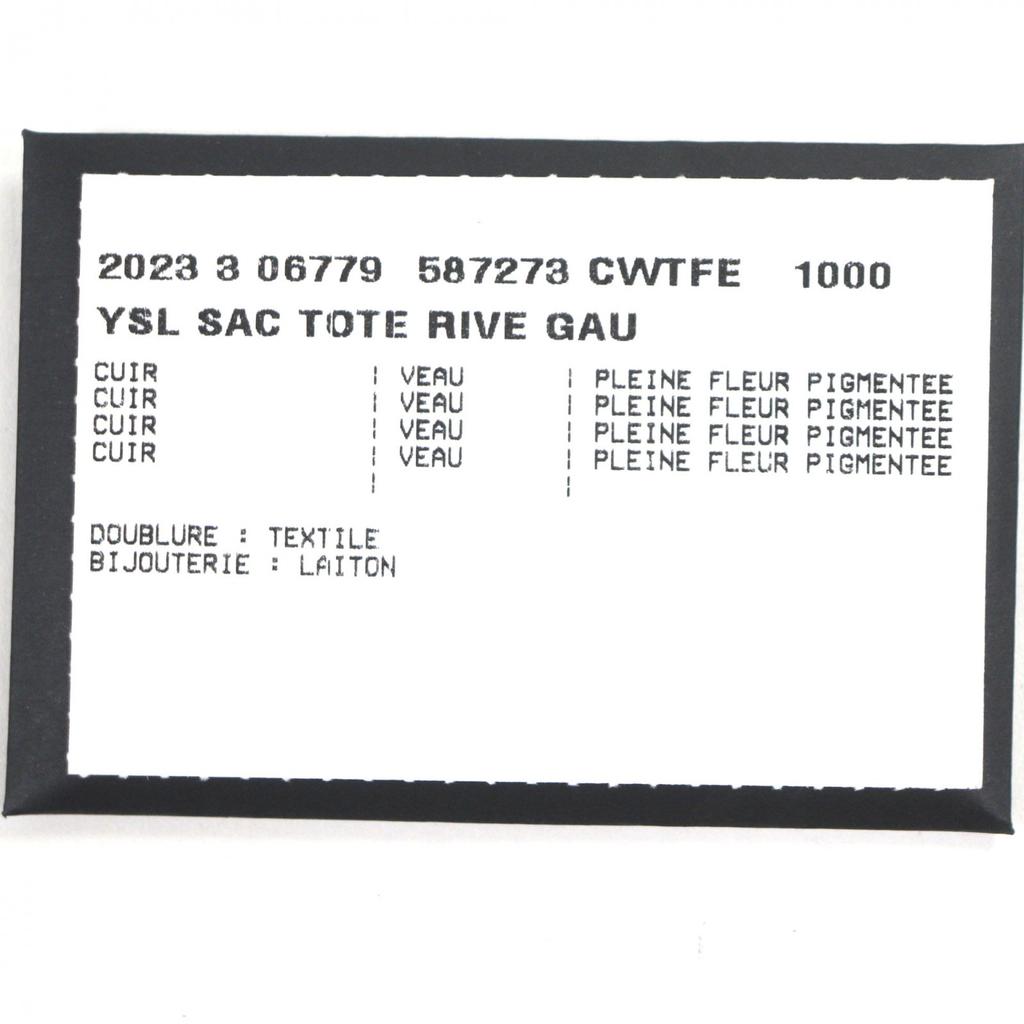 2023 3 06779 587273 CWTFE 1000
YSL SAC TOTE RIVE GAU
CUIR | VEAU | PLEINE FLEUR PIGMENTEE
CUIR | VEAU | PLEINE FLEUR PIGMENTEE
CUIR | VEAU | PLEINE FLEUR PIGMENTEE
CUIR | VEAU | PLEINE FLEUR PIGMENTEE
| |
DOUBLURE : TEXTILE
BIJOUTERIE : LAITON